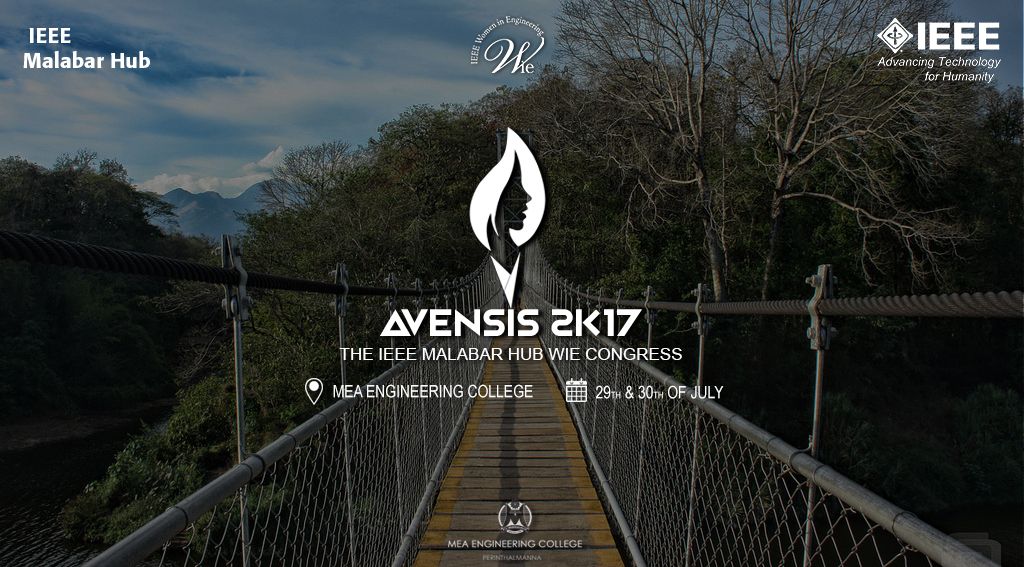 IEEE
Malabar Hub
IEEE Women in Engineering
WIE
IEEE
Advancing Technology
for Humanity
AVENSIS 2K17
THE IEEE MALABAR HUB WIE CONGRESS
MEA ENGINEERING COLLEGE
29TH & 30TH OF JULY
MEA ENGINEERING COLLEGE
PERINTHALMANNA